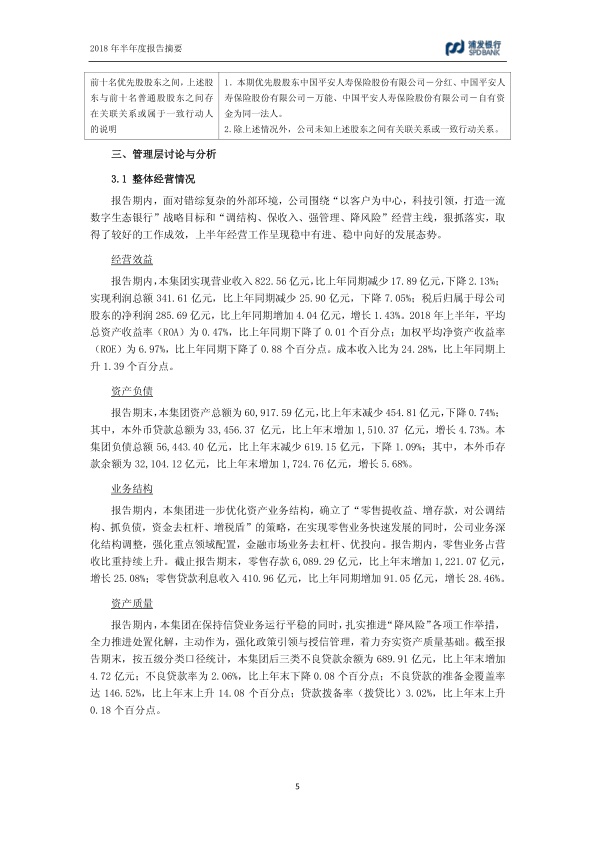 2018 年半年度报告摘要
浦发银行
SPD BANK
前十名优先股股东之间，上述股
东与前十名普通股股东之间存
在关联关系或属于一致行动人
的说明
1. 本期优先股股东中国平安人寿保险股份有限公司－分红、中国平安人
寿保险股份有限公司－万能、中国平安人寿保险股份有限公司－自有资
金为同一法人。
2.除上述情况外，公司未知上述股东之间有关联关系或一致行动关系。
三、管理层讨论与分析
3.1 整体经营情况
报告期内，面对错综复杂的外部环境，公司围绕“以客户为中心，科技引领，打造一流
数字生态银行”战略目标和“调结构、保收入、强管理、降风险”经营主线，狠抓落实，取
得了较好的工作成效，上半年经营工作呈现稳中有进、稳中向好的发展态势。
经营效益
报告期内，本集团实现营业收入 822.56 亿元，比上年同期减少 17.89 亿元，下降 2.13%；
实现利润总额 341.61 亿元，比上年同期减少 25.90 亿元，下降 7.05%；税后归属于母公司
股东的净利润 285.69 亿元，比上年同期增加 4.04 亿元，增长 1.43%。2018 年上半年，平均
总资产收益率（ROA）为 0.47%，比上年同期下降了 0.01 个百分点；加权平均净资产收益率
（ROE）为 6.97%，比上年同期下降了 0.88 个百分点。成本收入比为 24.28%，比上年同期上
升 1.39 个百分点。
资产负债
报告期末，本集团资产总额为 60,917.59 亿元，比上年末减少 454.81 亿元，下降 0.74%；
其中，本外币贷款总额为 33,456.37 亿元，比上年末增加 1,510.37 亿元，增长 4.73%。本
集团负债总额 56,443.40 亿元，比上年末减少 619.15 亿元，下降 1.09%；其中，本外币存
款余额为 32,104.12 亿元，比上年末增加 1,724.76 亿元，增长 5.68%。
业务结构
报告期内，本集团进一步优化资产业务结构，确立了“零售提收益、增存款，对公调结
构、抓负债，资金去杠杆、增税盾”的策略，在实现零售业务快速发展的同时，公司业务深
化结构调整，强化重点领域配置，金融市场业务去杠杆、优投向。报告期内，零售业务占营
收比重持续上升。截止报告期末，零售存款 6,089.29 亿元，比上年末增加 1,221.07 亿元，
增长 25.08%；零售贷款利息收入 410.96 亿元，比上年同期增加 91.05 亿元，增长 28.46%。
资产质量
报告期内，本集团在保持信贷业务运行平稳的同时，扎实推进“降风险”各项工作举措，
全力推进处置化解，主动作为，强化政策引领与授信管理，着力夯实资产质量基础。截至报
告期末，按五级分类口径统计，本集团后三类不良贷款余额为 689.91 亿元，比上年末增加
4.72 亿元；不良贷款率为 2.06%，比上年末下降 0.08 个百分点；不良贷款的准备金覆盖率
达 146.52%，比上年末上升 14.08 个百分点；贷款拨备率（拨贷比）3.02%，比上年末上升
0.18 个百分点。
5